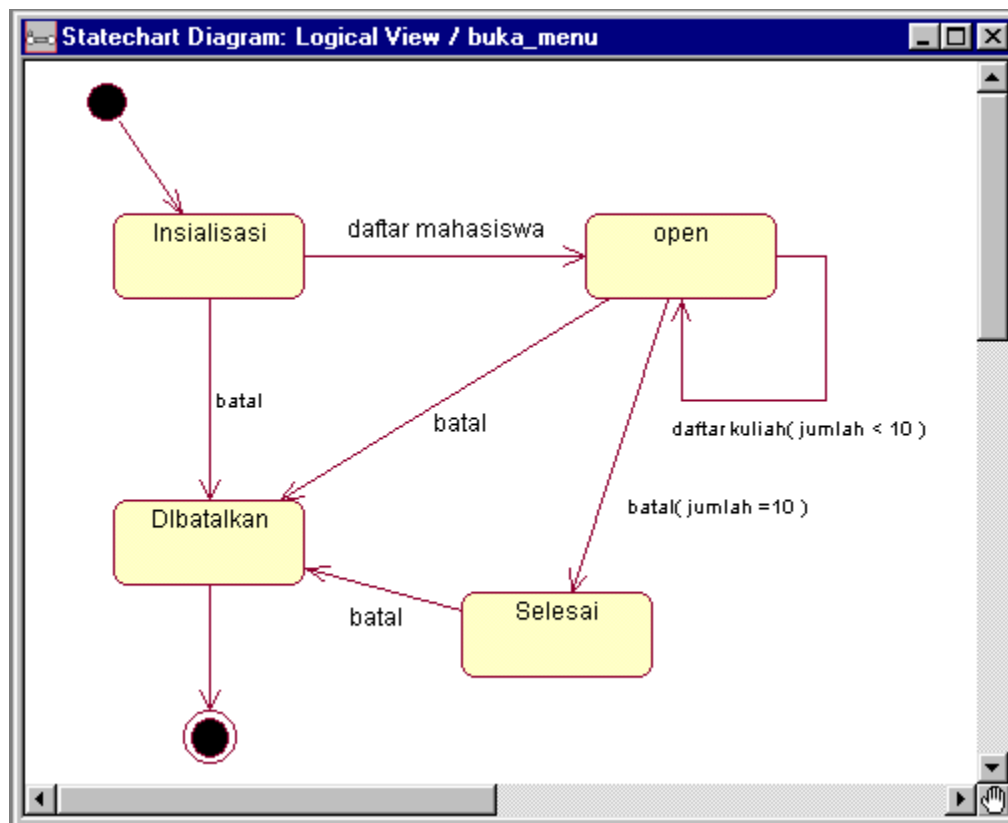 Statechart Diagram: Logical View / buka_menu
Insialisasi
daftar mahasiswa
open
batal
batal
daftar kuliah( jumlah < 10 )
batal( jumlah =10 )
DIbatalkan
batal
Selesai